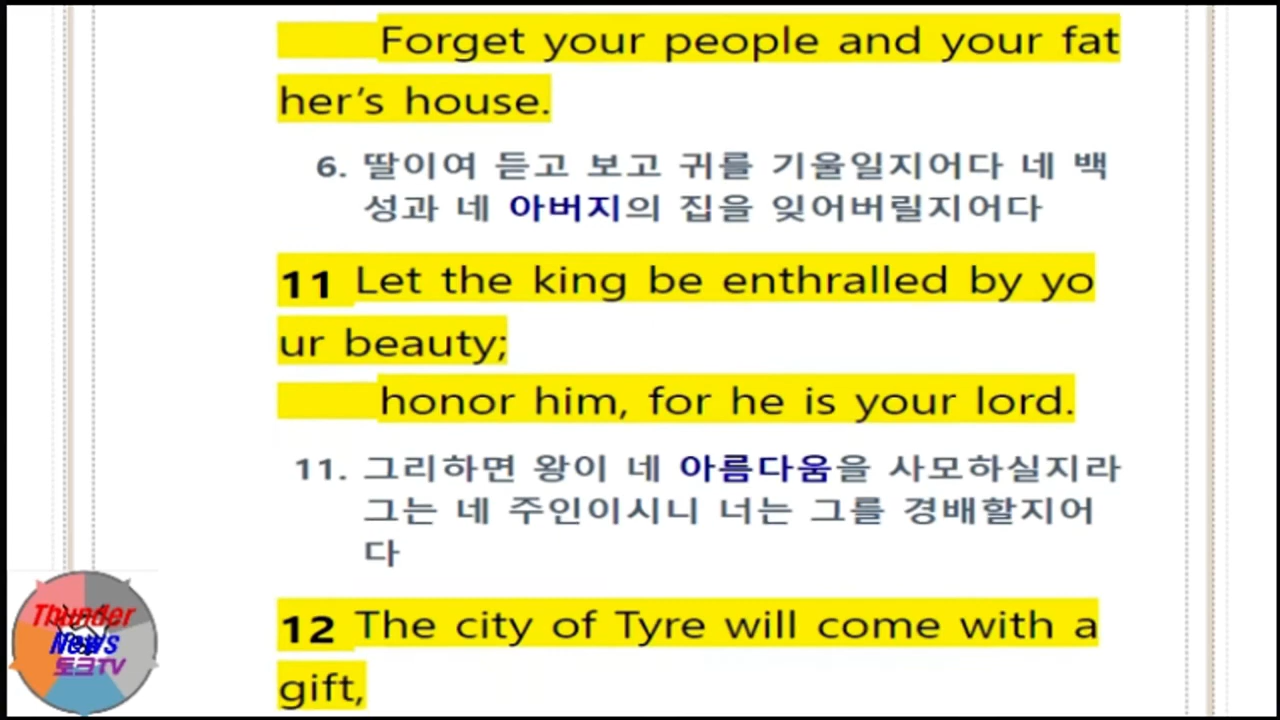 Forget your people and your fat
her’s house.
6. 딸이여 듣고 보고 귀를 기울일지어다 네 백
성과 네 아버지의 집을 잊어버릴지어다
11 Let the king be enthralled by yo
ur beauty;
honor him, for he is your lord.
11. 그리하면 왕이 네 아름다움을 사모하실지라
그는 네 주인이시니 너는 그를 경배할지어
다
12 The city of Tyre will come with a
gift,
Thunder
News
토크TV